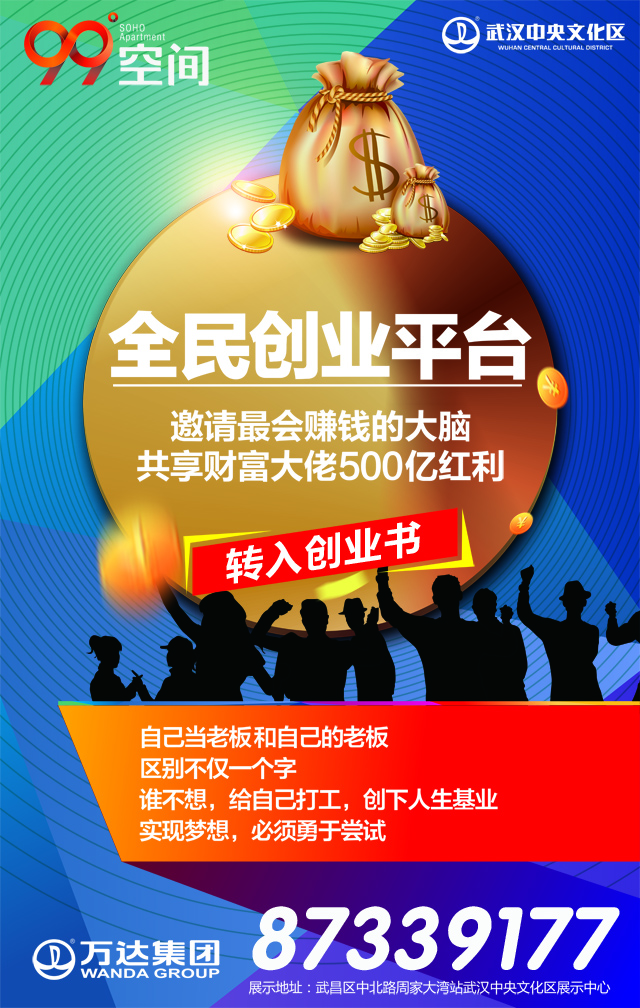 99°
SOHO
Apartment
空间
武汉中央文化区
WUHAN CENTRAL CULTURAL DISTRICT
$
$
全民创业平台
邀请最会赚钱的大脑
共享财富大佬500亿红利
¥
¥
转入创业书
自己当老板和自己的老板
区别不仅一个字
谁不想，给自己打工，创下人生基业
实现梦想，必须勇于尝试
万达集团
WANDA GROUP
87339177
展示地址：武昌区中北路周家大湾站武汉中央文化区展示中心